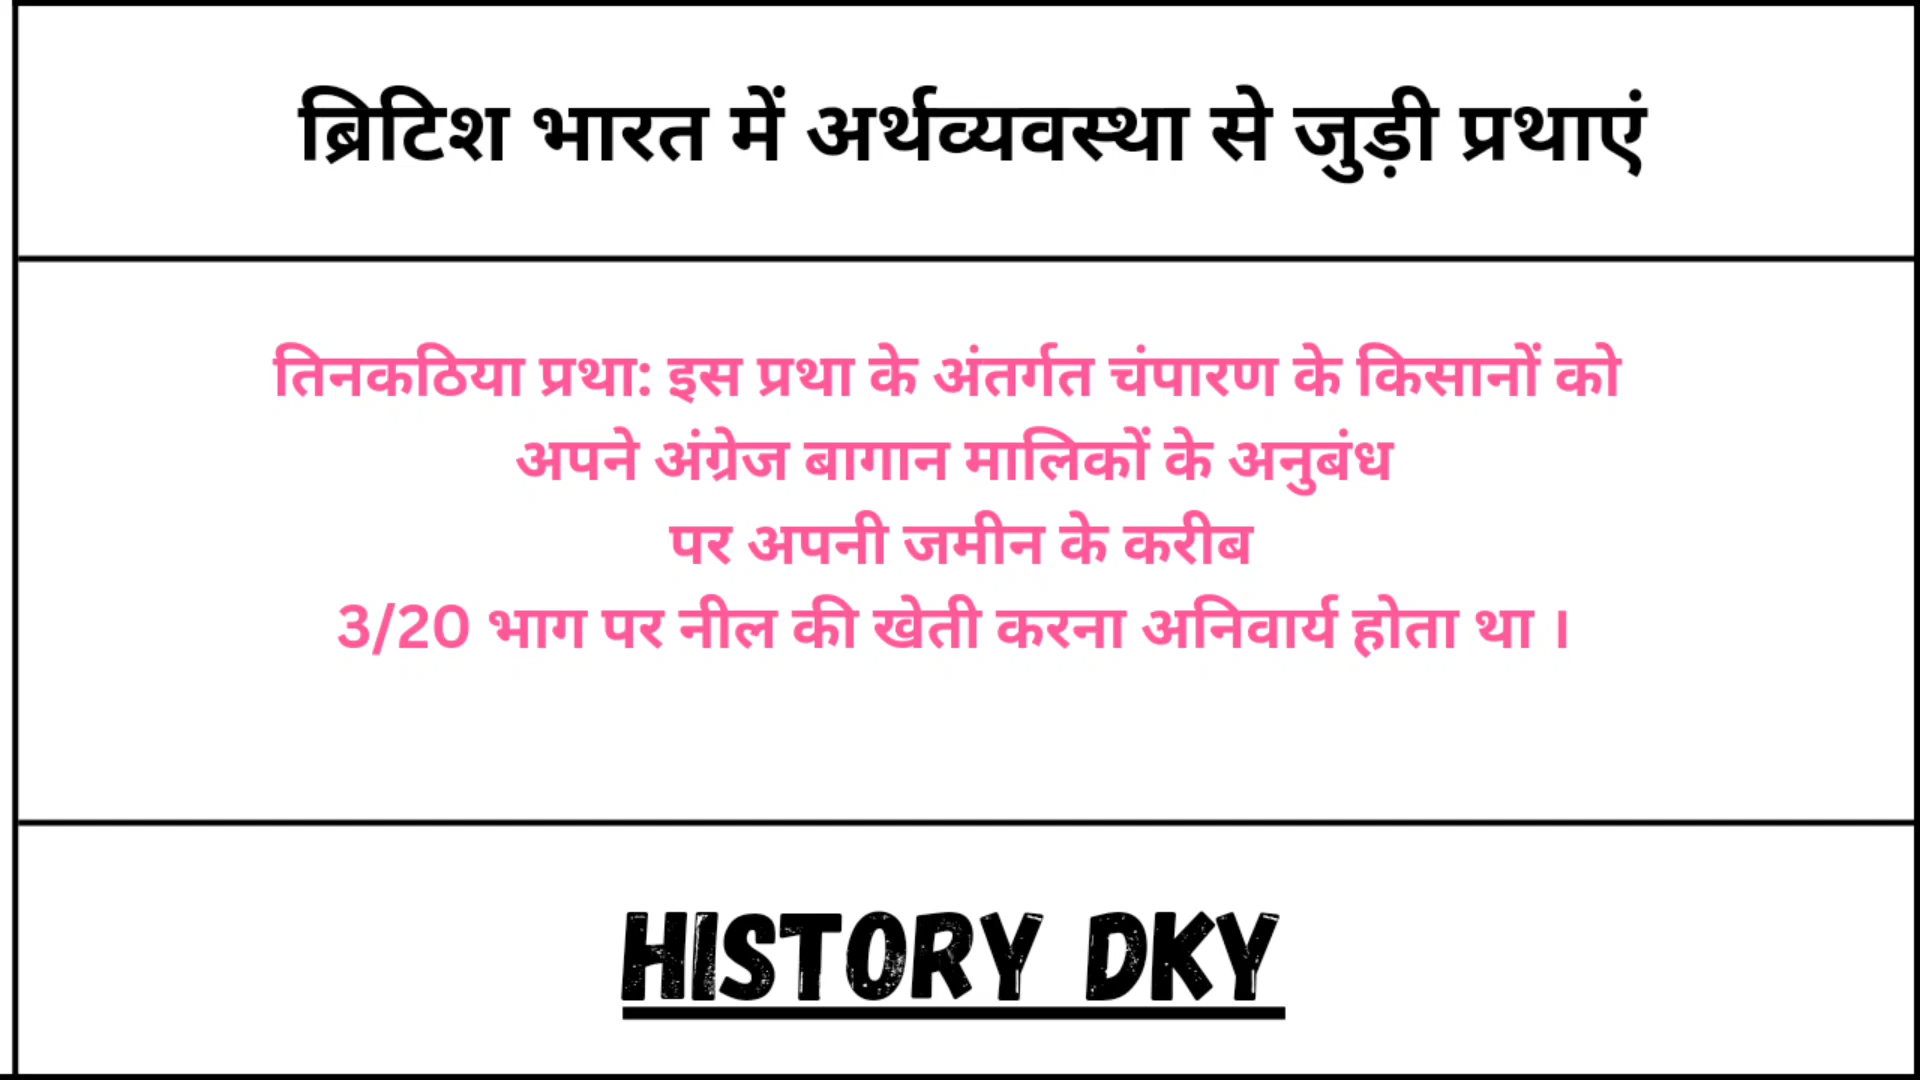 ब्रिटिश भारत में अर्थव्यवस्था से जुड़ी प्रथाएं
तिनकठिया प्रथा: इस प्रथा के अंतर्गत चंपारण के किसानों को
अपने अंग्रेज बागान मालिकों के अनुबंध
पर अपनी जमीन के करीब
3/20 भाग पर नील की खेती करना अनिवार्य होता था ।
HISTORY DKY